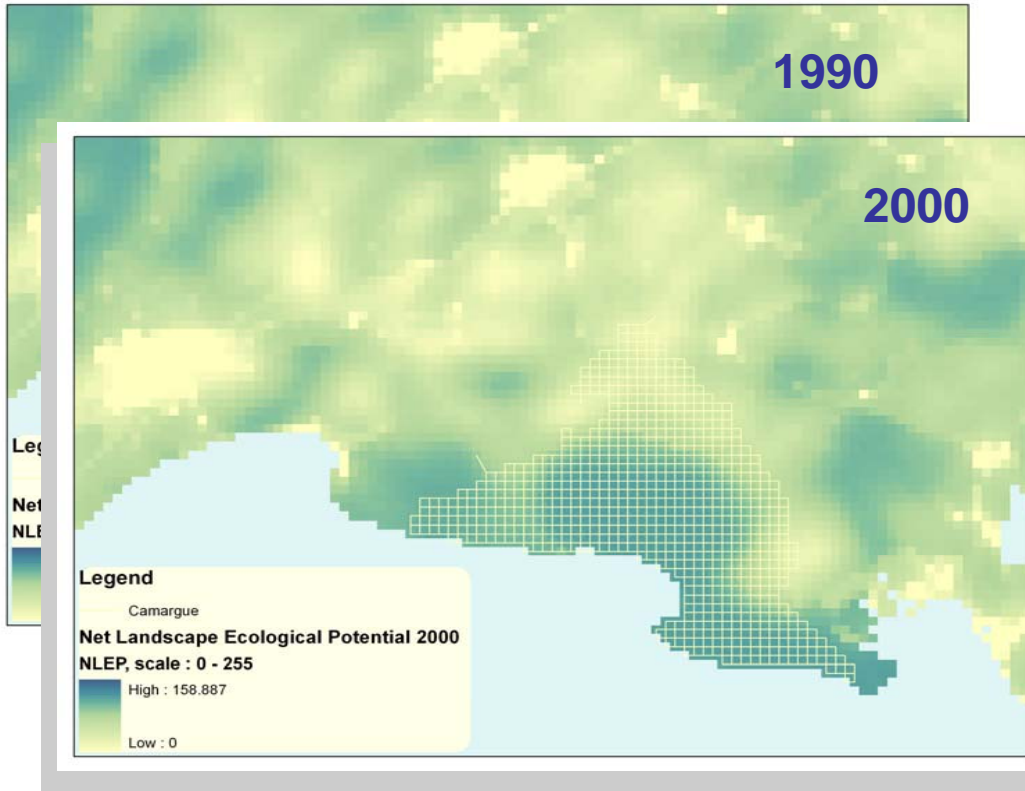 1990
2000
Leg
Net
NLE
Legend
Camargue
Net Landscape Ecological Potential 2000
NLEP, scale : 0 - 255
High : 158.887
Low : 0